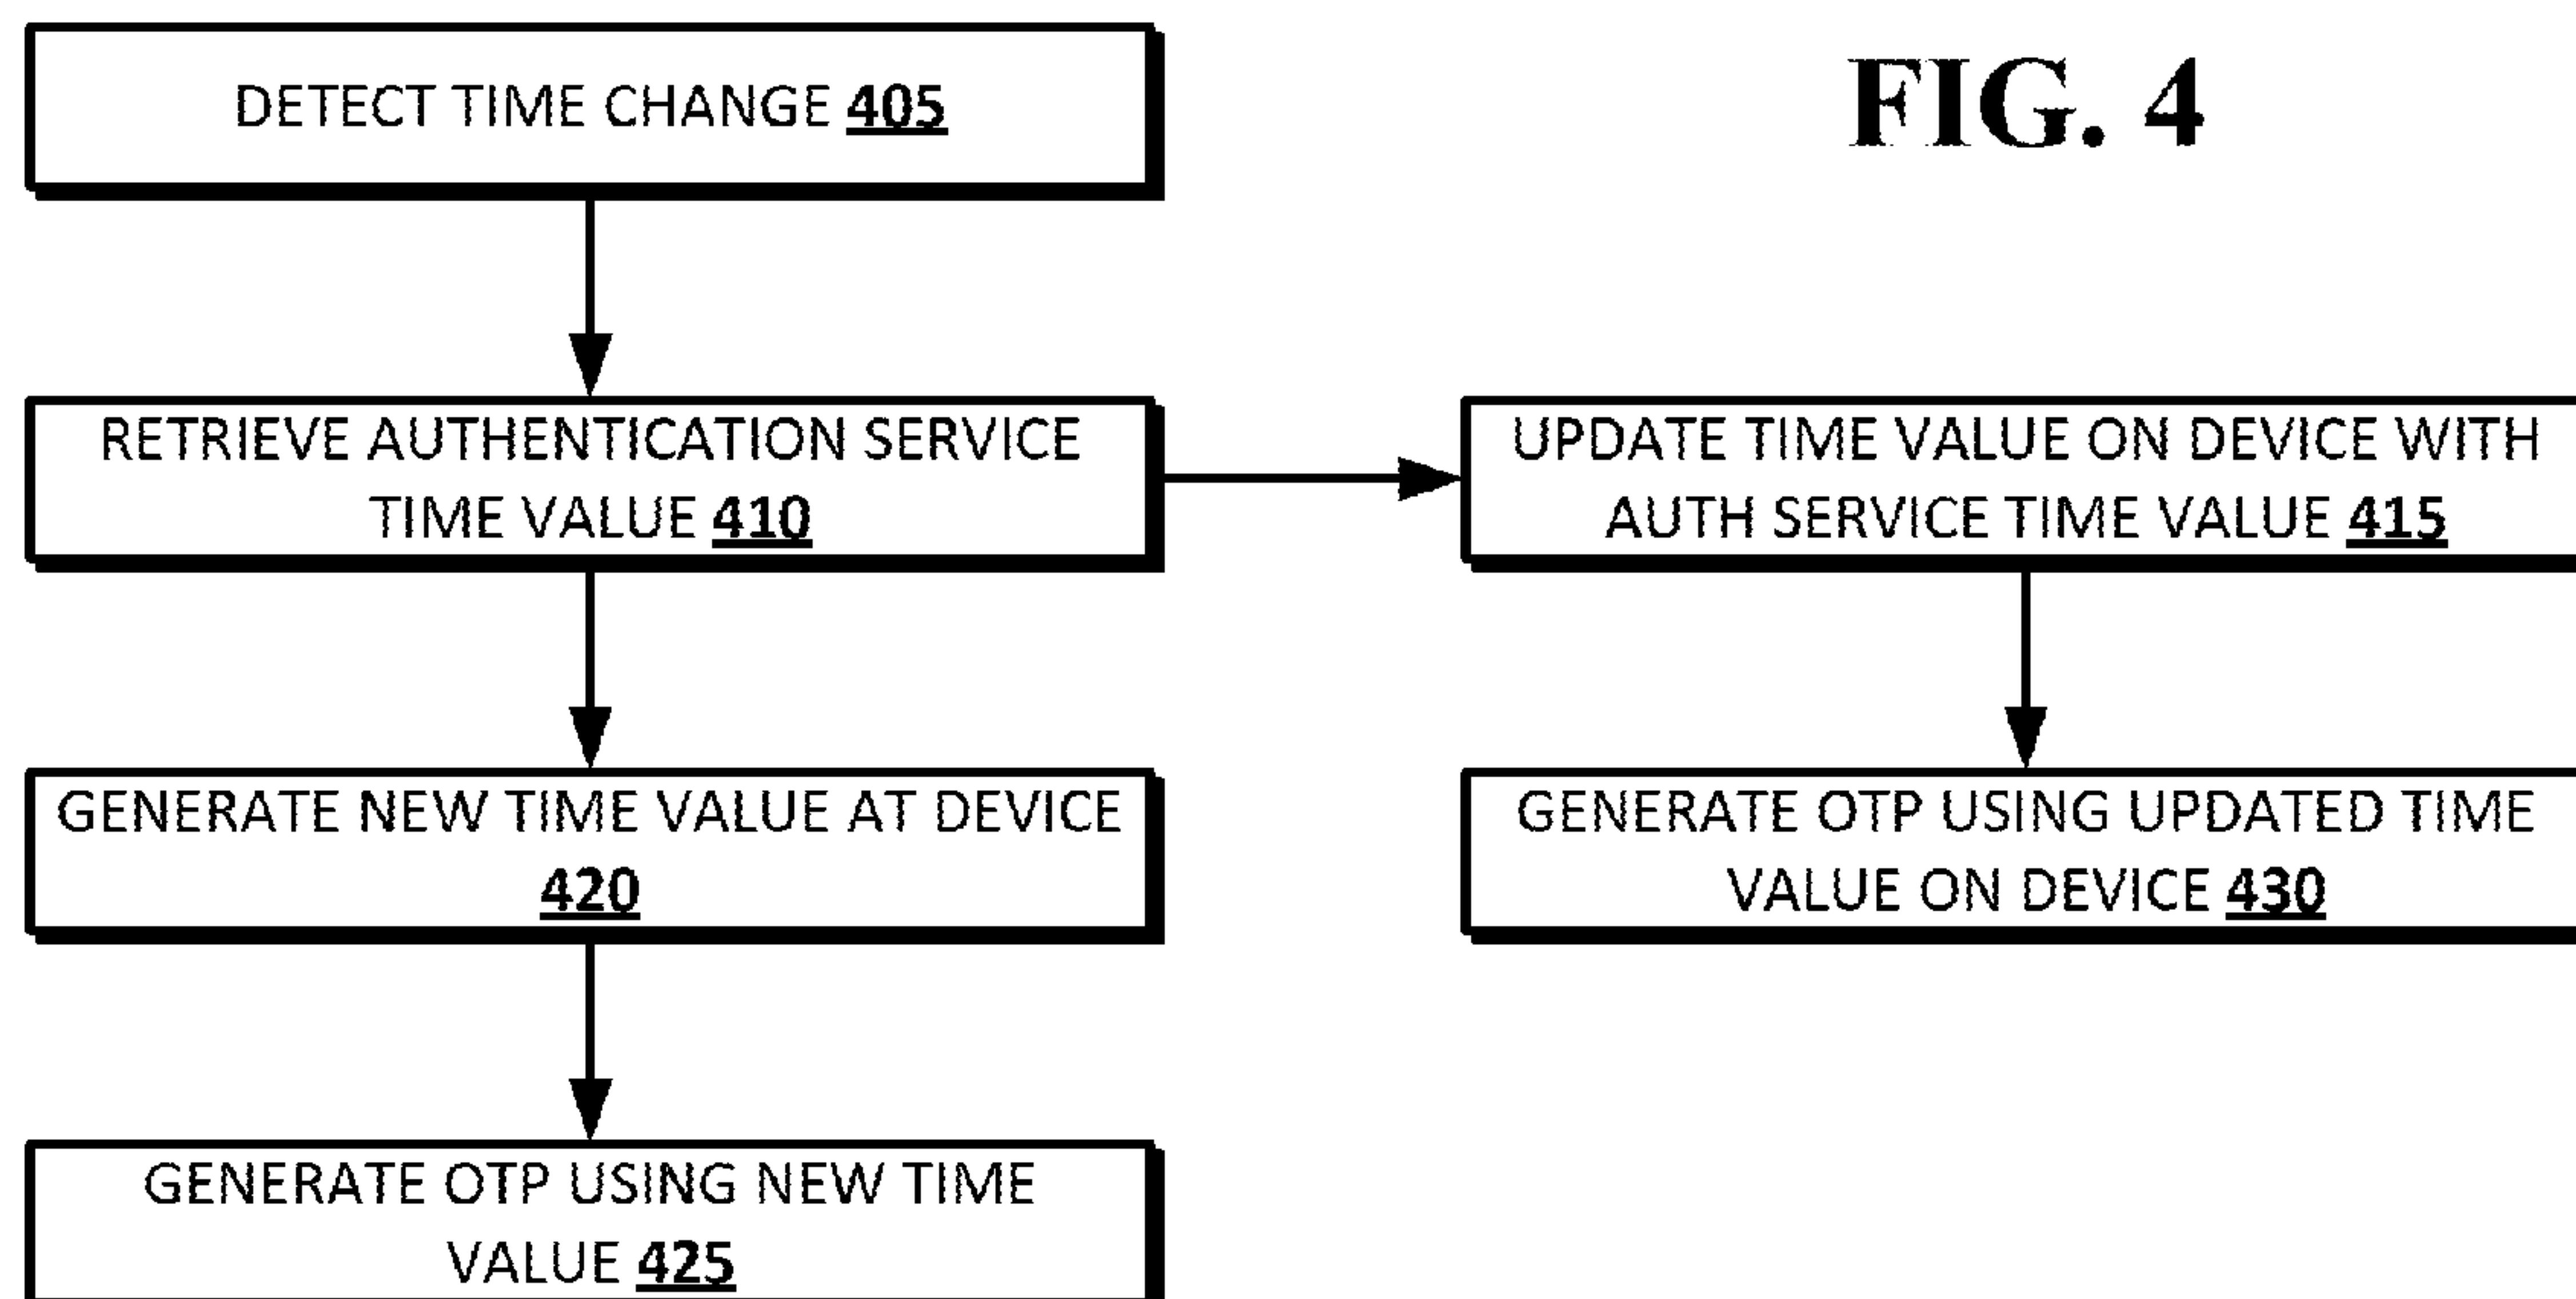 DETECT TIME CHANGE 405
FIG. 4
RETRIEVE AUTHENTICATION SERVICE
TIME VALUE 410
UPDATE TIME VALUE ON DEVICE WITH
AUTH SERVICE TIME VALUE 415
GENERATE NEW TIME VALUE AT DEVICE
420
GENERATE OTP USING UPDATED TIME
VALUE ON DEVICE 430
GENERATE OTP USING NEW TIME
VALUE 425